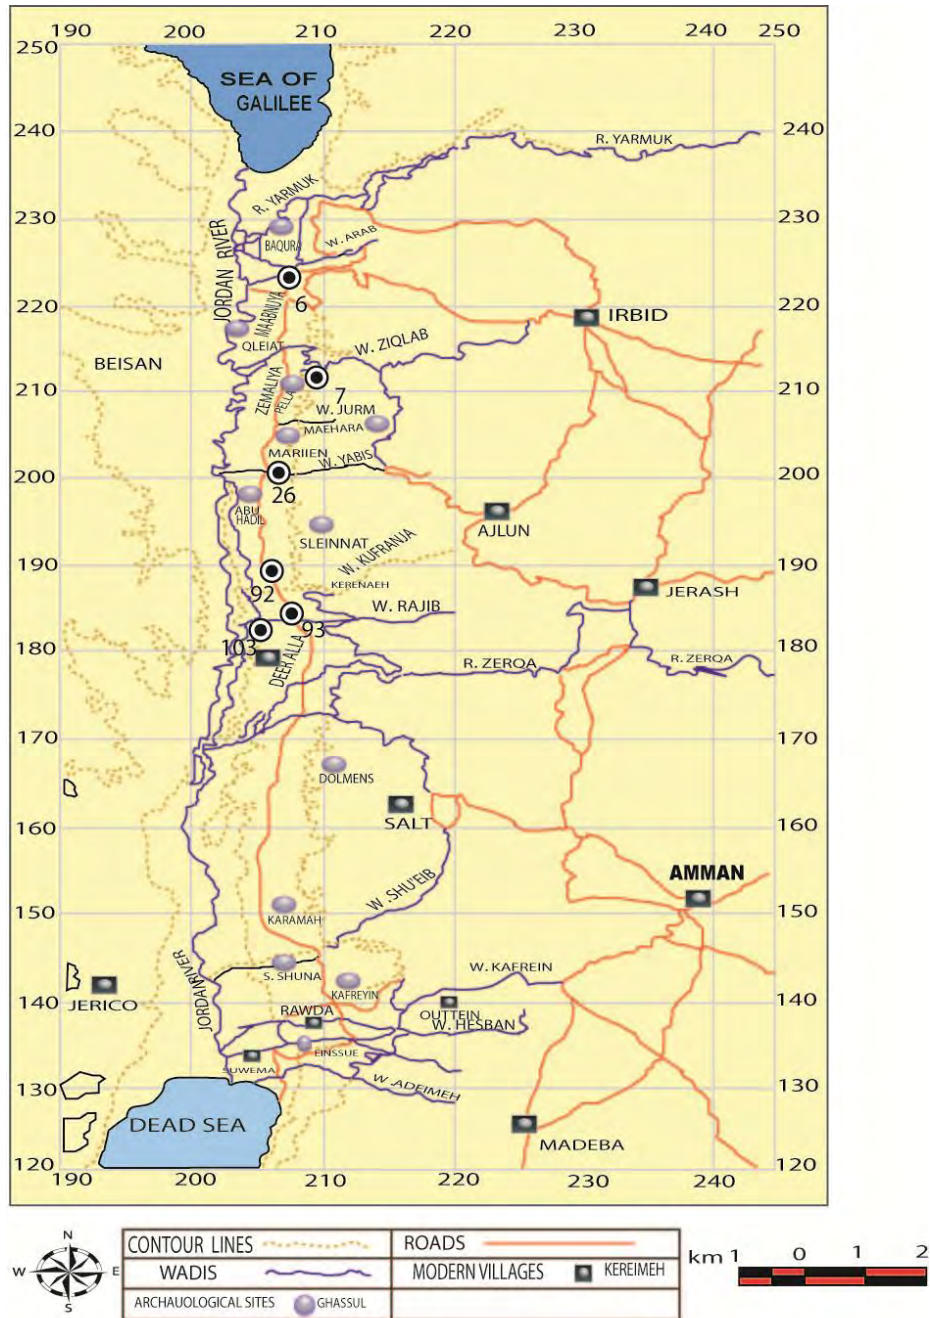 190 200 210 220 230 240 250
250
SEA OF
GALILEE
240 240
R. YARMUK
R. YARMUK
230 230
BAQURA
W. ARAB
JORDAN RIVER
MAABNUYA
6
220 220
IRBID
QLEIAT
W. ZIQLAB
BEISAN
ZEMALIYA
PELLA
7
210 210
W. JURM
MAEHARA
MARIIEN
W. YABIS
200 200
26
ABU
HADIL
AJLUN
SLEINNAT
W. KUFRANJA
190 190
92
KERENAEH
JERASH
W. RAJIB
93
103
180 180
DEER ALLA
R. ZERQA
R. ZERQA
170 170
DOLMENS
SALT
160 160
AMMAN
W. SHU'EIB
150 150
KARAMAH
JORDANRIVER
S. SHUNA
W. KAFREIN
KAFREYIN
140 140
JERICO
RAWDA
OUTTEIN
W. HESBAN
EINSSUE
SUWEMA
130 130
W. ADEIMEH
DEAD SEA
MADEBA
120 120
190 200 210 220 230 240
N
W E
S
CONTOUR LINES
ROADS
WADIS
MODERN VILLAGES KEREIMEH
ARCHAUOLOGICAL SITES GHASSUL
km 1 0 1 2